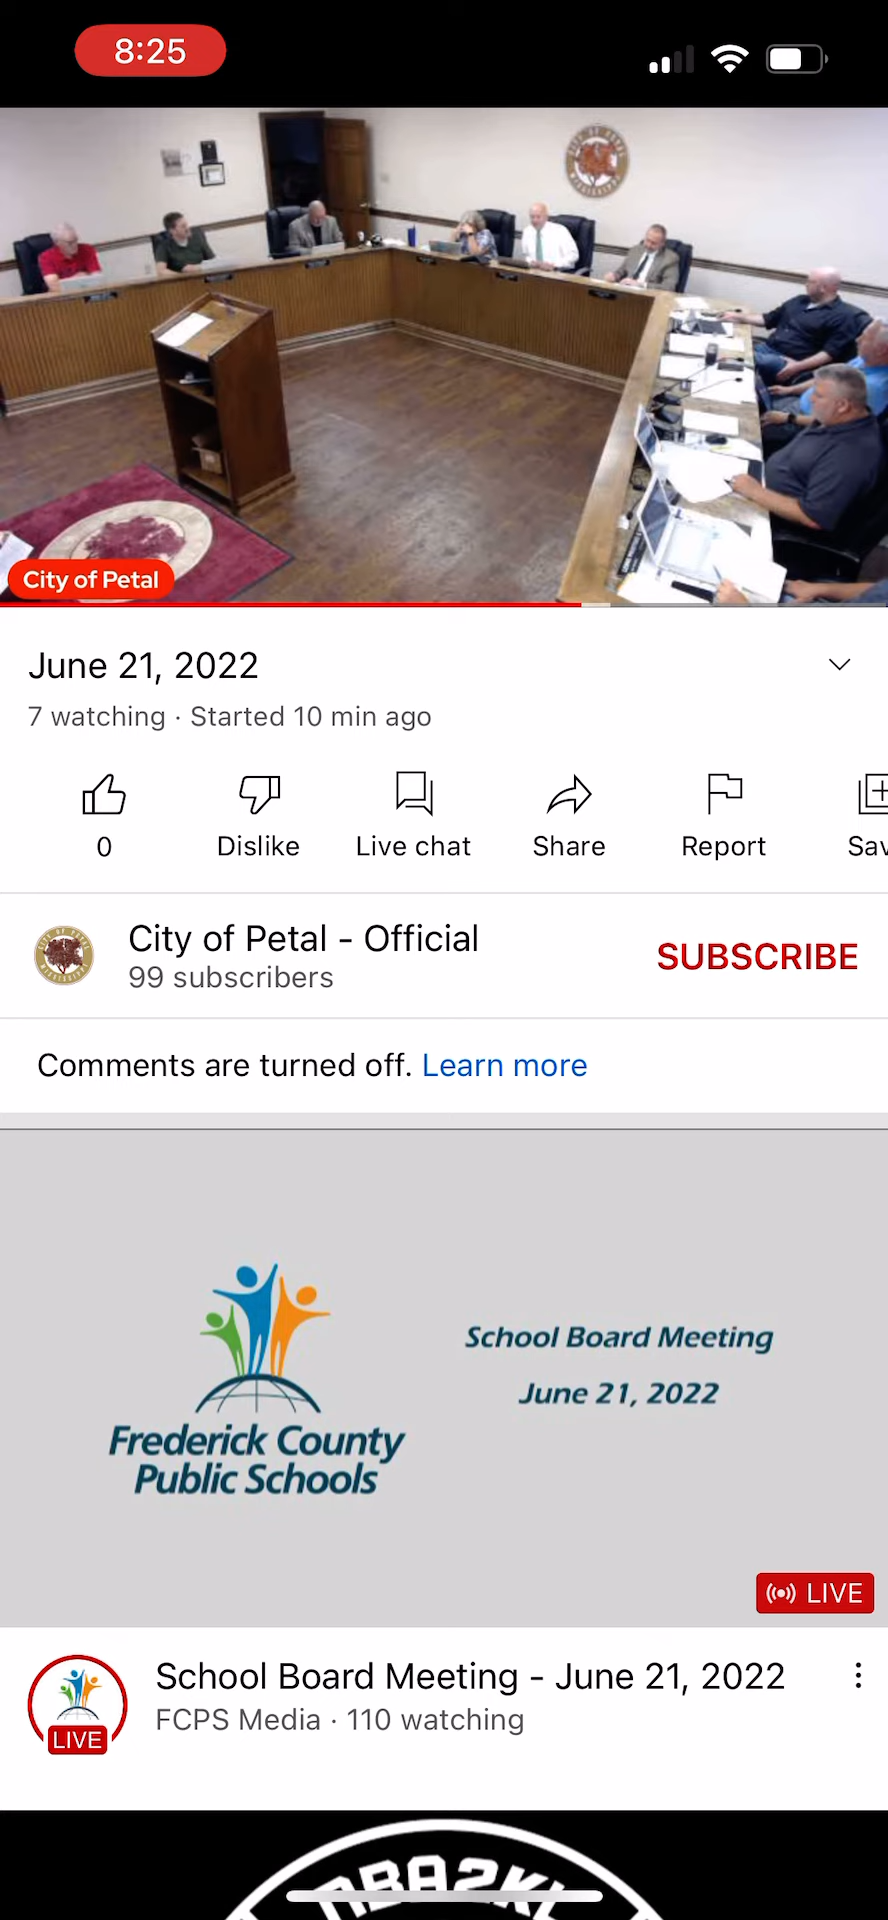 8:25
City of Petal
June 21, 2022
7 watching · Started 10 min ago
0
Dislike
Live chat
Share
Report
Sav
City of Petal - Official
99 subscribers
SUBSCRIBE
Comments are turned off. Learn more
Frederick County
Public Schools
School Board Meeting
June 21, 2022
LIVE
School Board Meeting - June 21, 2022
FCPS Media · 110 watching
LIVE